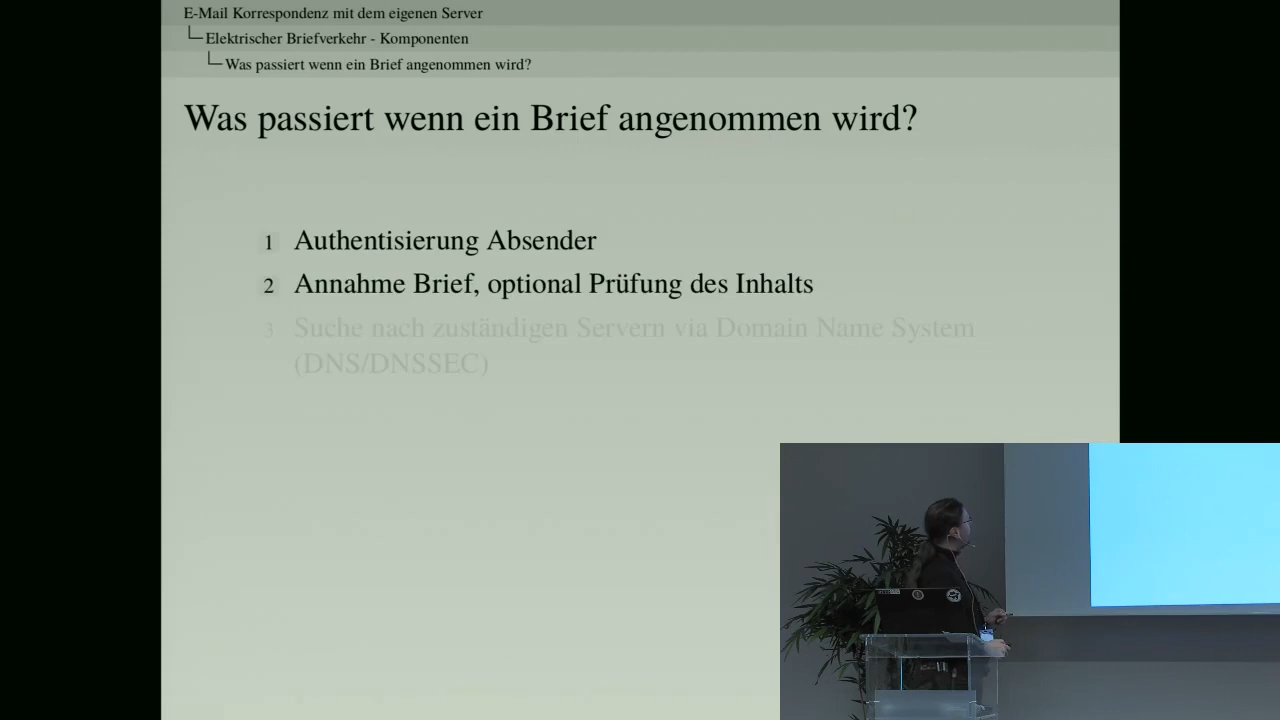 E-Mail Korrespondenz mit dem eigenen Server
Elektrischer Briefverkehr - Komponenten
Was passiert wenn ein Brief angenommen wird?
Was passiert wenn ein Brief angenommen wird?
1 Authentisierung Absender
2 Annahme Brief, optional Prüfung des Inhalts
3 Suche nach zuständigen Servern via Domain Name System
(DNS/DNSSEC)